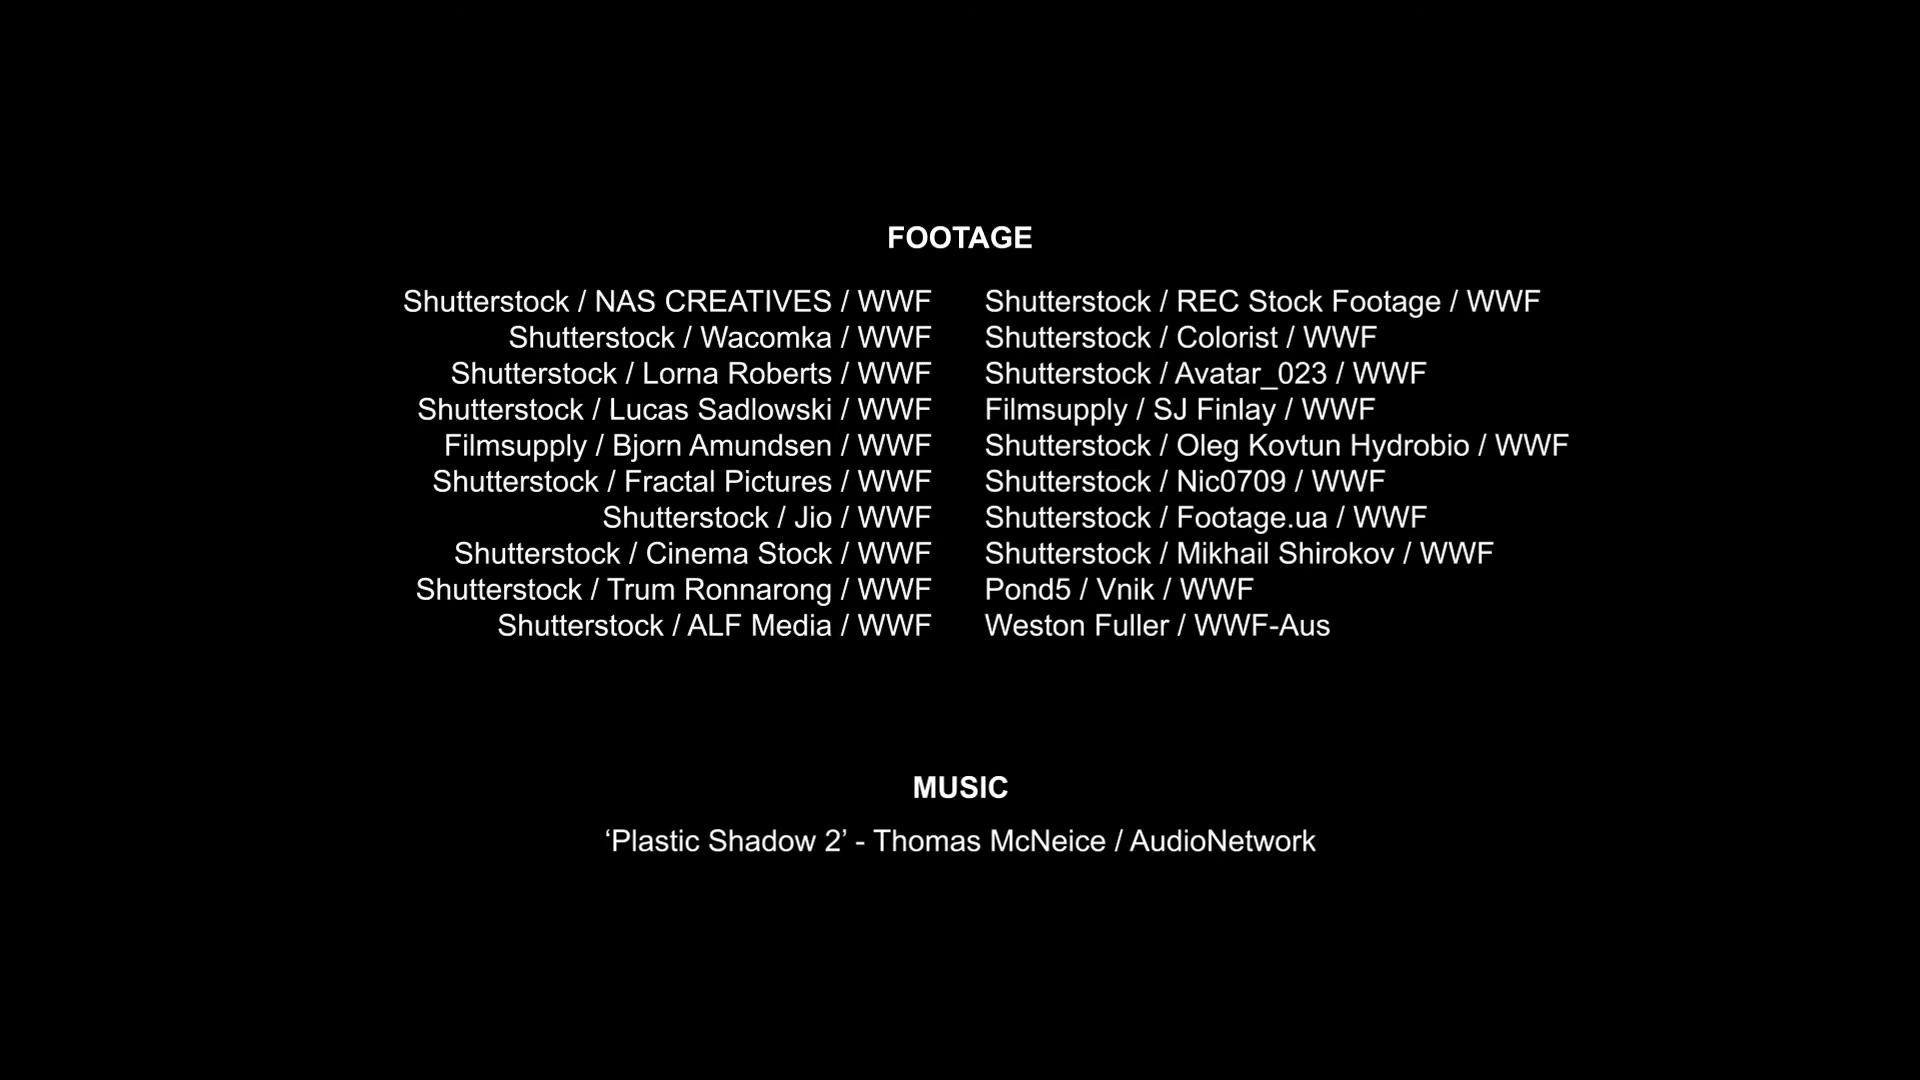 FOOTAGE
Shutterstock / NAS CREATIVES / WWF
Shutterstock / Wacomka / WWF
Shutterstock / Lorna Roberts / WWF
Shutterstock / Lucas Sadlowski / WWF
Filmsupply / Bjorn Amundsen / WWF
Shutterstock / Fractal Pictures / WWF
Shutterstock / Jio / WWF
Shutterstock / Cinema Stock / WWF
Shutterstock / Trum Ronnarong / WWF
Shutterstock / ALF Media / WWF
Shutterstock / REC Stock Footage / WWF
Shutterstock / Colorist / WWF
Shutterstock / Avatar_023 / WWF
Filmsupply / SJ Finlay / WWF
Shutterstock / Oleg Kovtun Hydrobio / WWF
Shutterstock / Nic0709 / WWF
Shutterstock / Footage.ua / WWF
Shutterstock / Mikhail Shirokov / WWF
Pond5 / Vnik / WWF
Weston Fuller / WWF-Aus
MUSIC
‘Plastic Shadow 2’ - Thomas McNeice / AudioNetwork